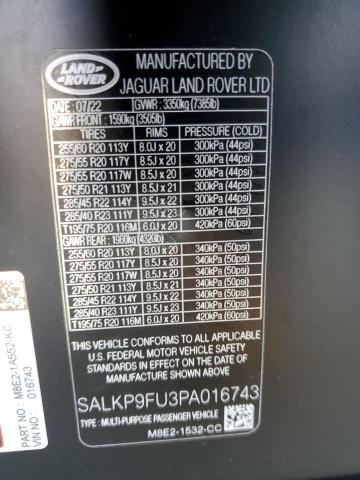 LAND
ROVER
MANUFACTURED BY
JAGUAR LAND ROVER LTD
DATE: 07/22 GVWR: 3350kg (7385lb)
GAWR FRONT: 1590kg (3505lb)
TIRES RIMS PRESSURE (COLD)
255/60 R20 113Y 8.0J x 20 300kPa (44psi)
275/55 R20 117Y 8.5J x 20 300kPa (44psi)
275/55 R20 117W 8.5J x 20 300kPa (44psi)
275/50 R21 113Y 8.5J x 21 300kPa (44psi)
285/45 R22 114Y 9.5J x 22 300kPa (44psi)
285/40 R23 111Y 9.5J x 23 300kPa (44psi)
T195/75 R20 116M 6.0J x 20 420kPa (60psi)
GAWR REAR: 1960kg (4320lb)
255/60 R20 113Y 8.0J x 20 340kPa (50psi)
275/55 R20 117Y 8.5J x 20 340kPa (50psi)
275/55 R20 117W 8.5J x 20 340kPa (50psi)
275/50 R21 113Y 8.5J x 21 340kPa (50psi)
285/45 R22 114Y 9.5J x 22 340kPa (50psi)
285/40 R23 111Y 9.5J x 23 340kPa (50psi)
T195/75 R20 116M 6.0J x 20 420kPa (60psi)
THIS VEHICLE CONFORMS TO ALL
APPLICABLE FEDERAL MOTOR VEHICLE SAFETY
STANDARDS IN EFFECT ON THE DATE OF
MANUFACTURE SHOWN ABOVE
SALKP9FU3PA016743
TYPE: MULTI-PURPOSE PASSENGER VEHICLE
M8E2-1532-CC
PART NO: M8E2-1A552-KC
VIN NO: 016743